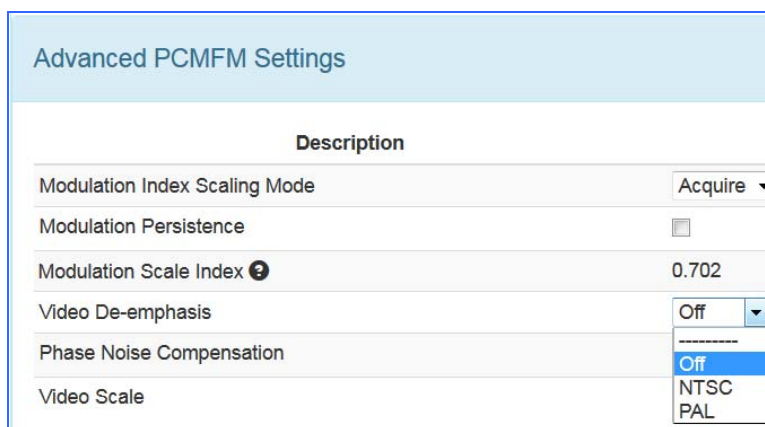 Advanced PCMFM Settings
Description
Modulation Index Scaling Mode Acquire
Modulation Persistence
Modulation Scale Index ? 0.702
Video De-emphasis Off
---------
Phase Noise Compensation Off
NTSC
Video Scale PAL